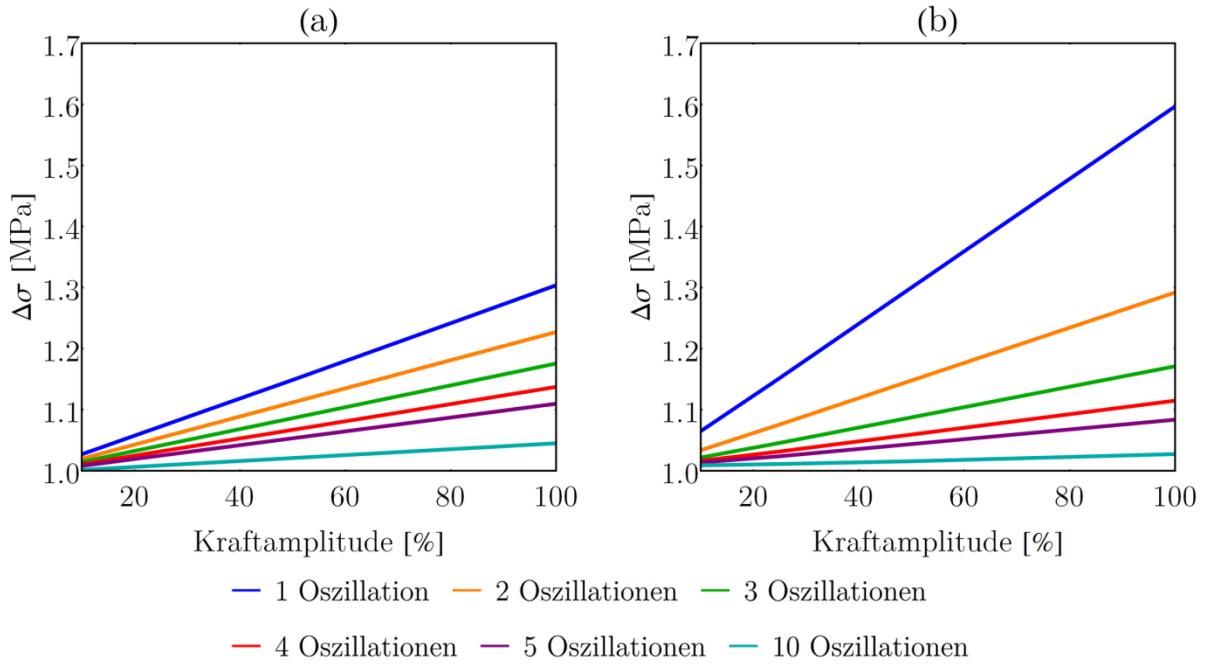 (a)
1.7
1.6
1.5
1.4
1.3
1.2
1.1
1.0
Δσ [MPa]
20 40 60 80 100
Kraftamplitude [%]
(b)
1.7
1.6
1.5
1.4
1.3
1.2
1.1
1.0
Δσ [MPa]
20 40 60 80 100
Kraftamplitude [%]
1 Oszillation 2 Oszillationen 3 Oszillationen
4 Oszillationen 5 Oszillationen 10 Oszillationen